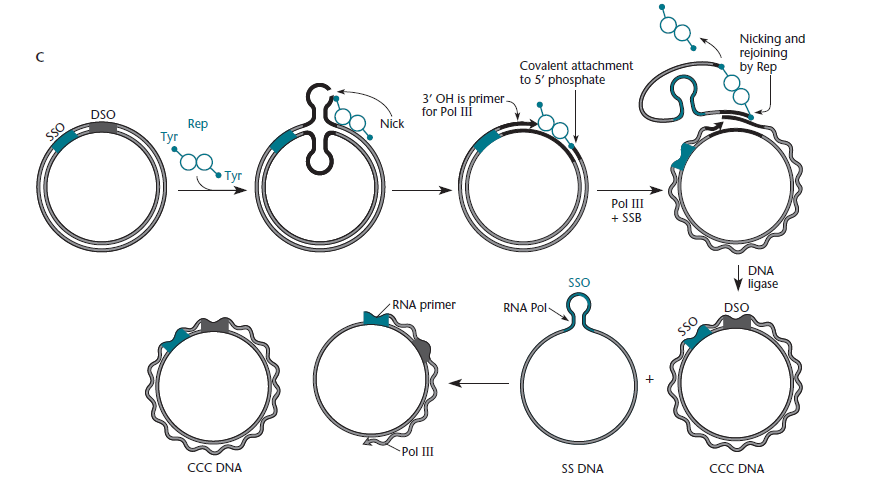 C
SSO
DSO
Tyr
Rep
Tyr
Nick
3′ OH is primer
for Pol III
Covalent attachment
to 5′ phosphate
Nicking and
rejoining
by Rep
Pol III
+ SSB
DNA
ligase
CCC DNA
RNA primer
Pol III
SSO
RNA Pol
SS DNA
+
SSO
DSO
CCC DNA